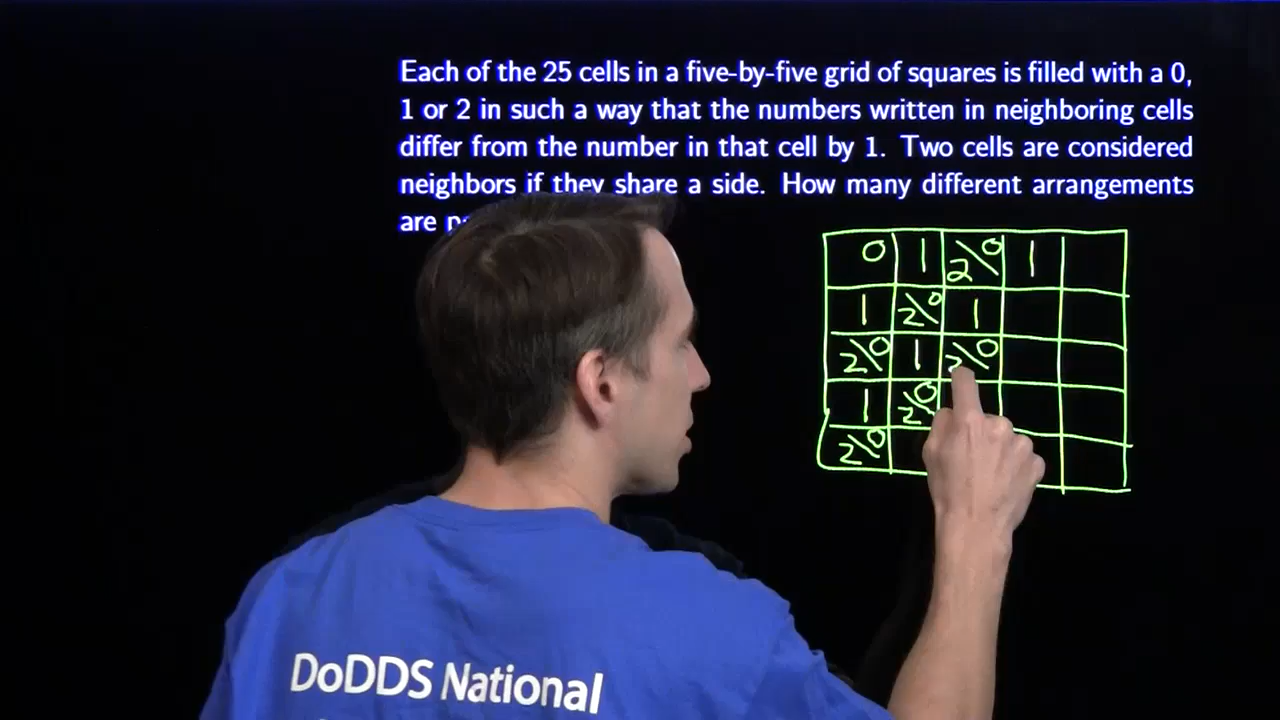 Each of the 25 cells in a five-by-five grid of squares is filled with a 0,
1 or 2 in such a way that the numbers written in neighboring cells
differ from the number in that cell by 1. Two cells are considered
neighbors if they share a side. How many different arrangements
are
0 1 2\0 1
1 2\0 1
2\0 1 2\0
1 2\0
2\0
DoDDS National